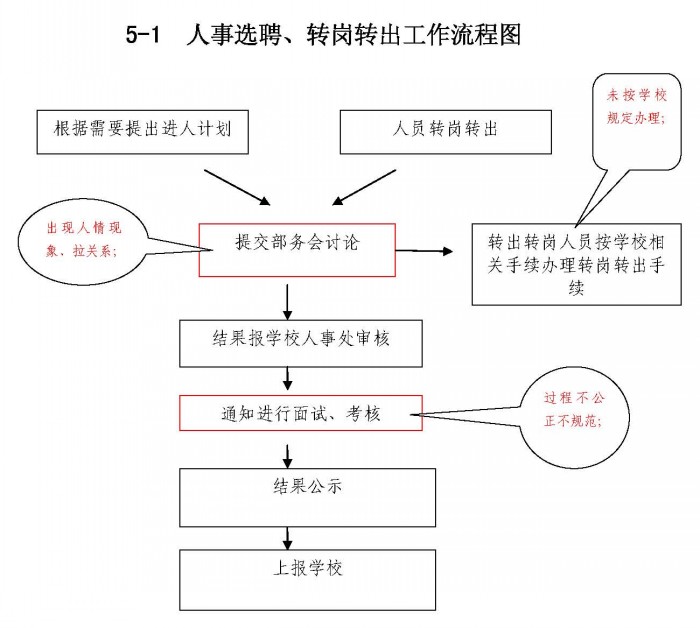 5-1 人事选聘、转岗转出工作流程图
未按学校
规定办理;
根据需要提出进人计划
人员转岗转出
出现人情现
象、拉关系;
提交部务会讨论
转出转岗人员按学校相
关手续办理转岗转出手
续
结果报学校人事处审核
通知进行面试、考核
过程不公
正不规范;
结果公示
上报学校